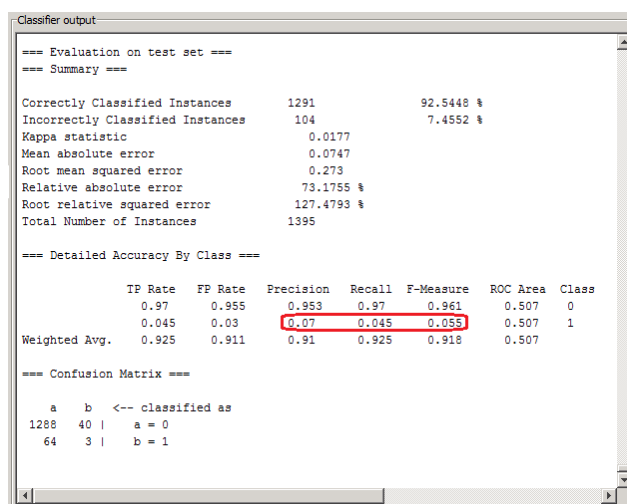 Classifier output
=== Evaluation on test set ===
=== Summary ===
Correctly Classified Instances 1291 92.5448 %
Incorrectly Classified Instances 104 7.4552 %
Kappa statistic 0.0177
Mean absolute error 0.0747
Root mean squared error 0.273
Relative absolute error 73.1755 %
Root relative squared error 127.4793 %
Total Number of Instances 1395
=== Detailed Accuracy By Class ===
TP Rate FP Rate Precision Recall F-Measure ROC Area Class
0.97 0.955 0.953 0.97 0.961 0.507 0
0.045 0.03 0.07 0.045 0.055 0.507 1
Weighted Avg. 0.925 0.911 0.91 0.925 0.918 0.507
=== Confusion Matrix ===
a b <-- classified as
1288 40 | a = 0
64 3 | b = 1